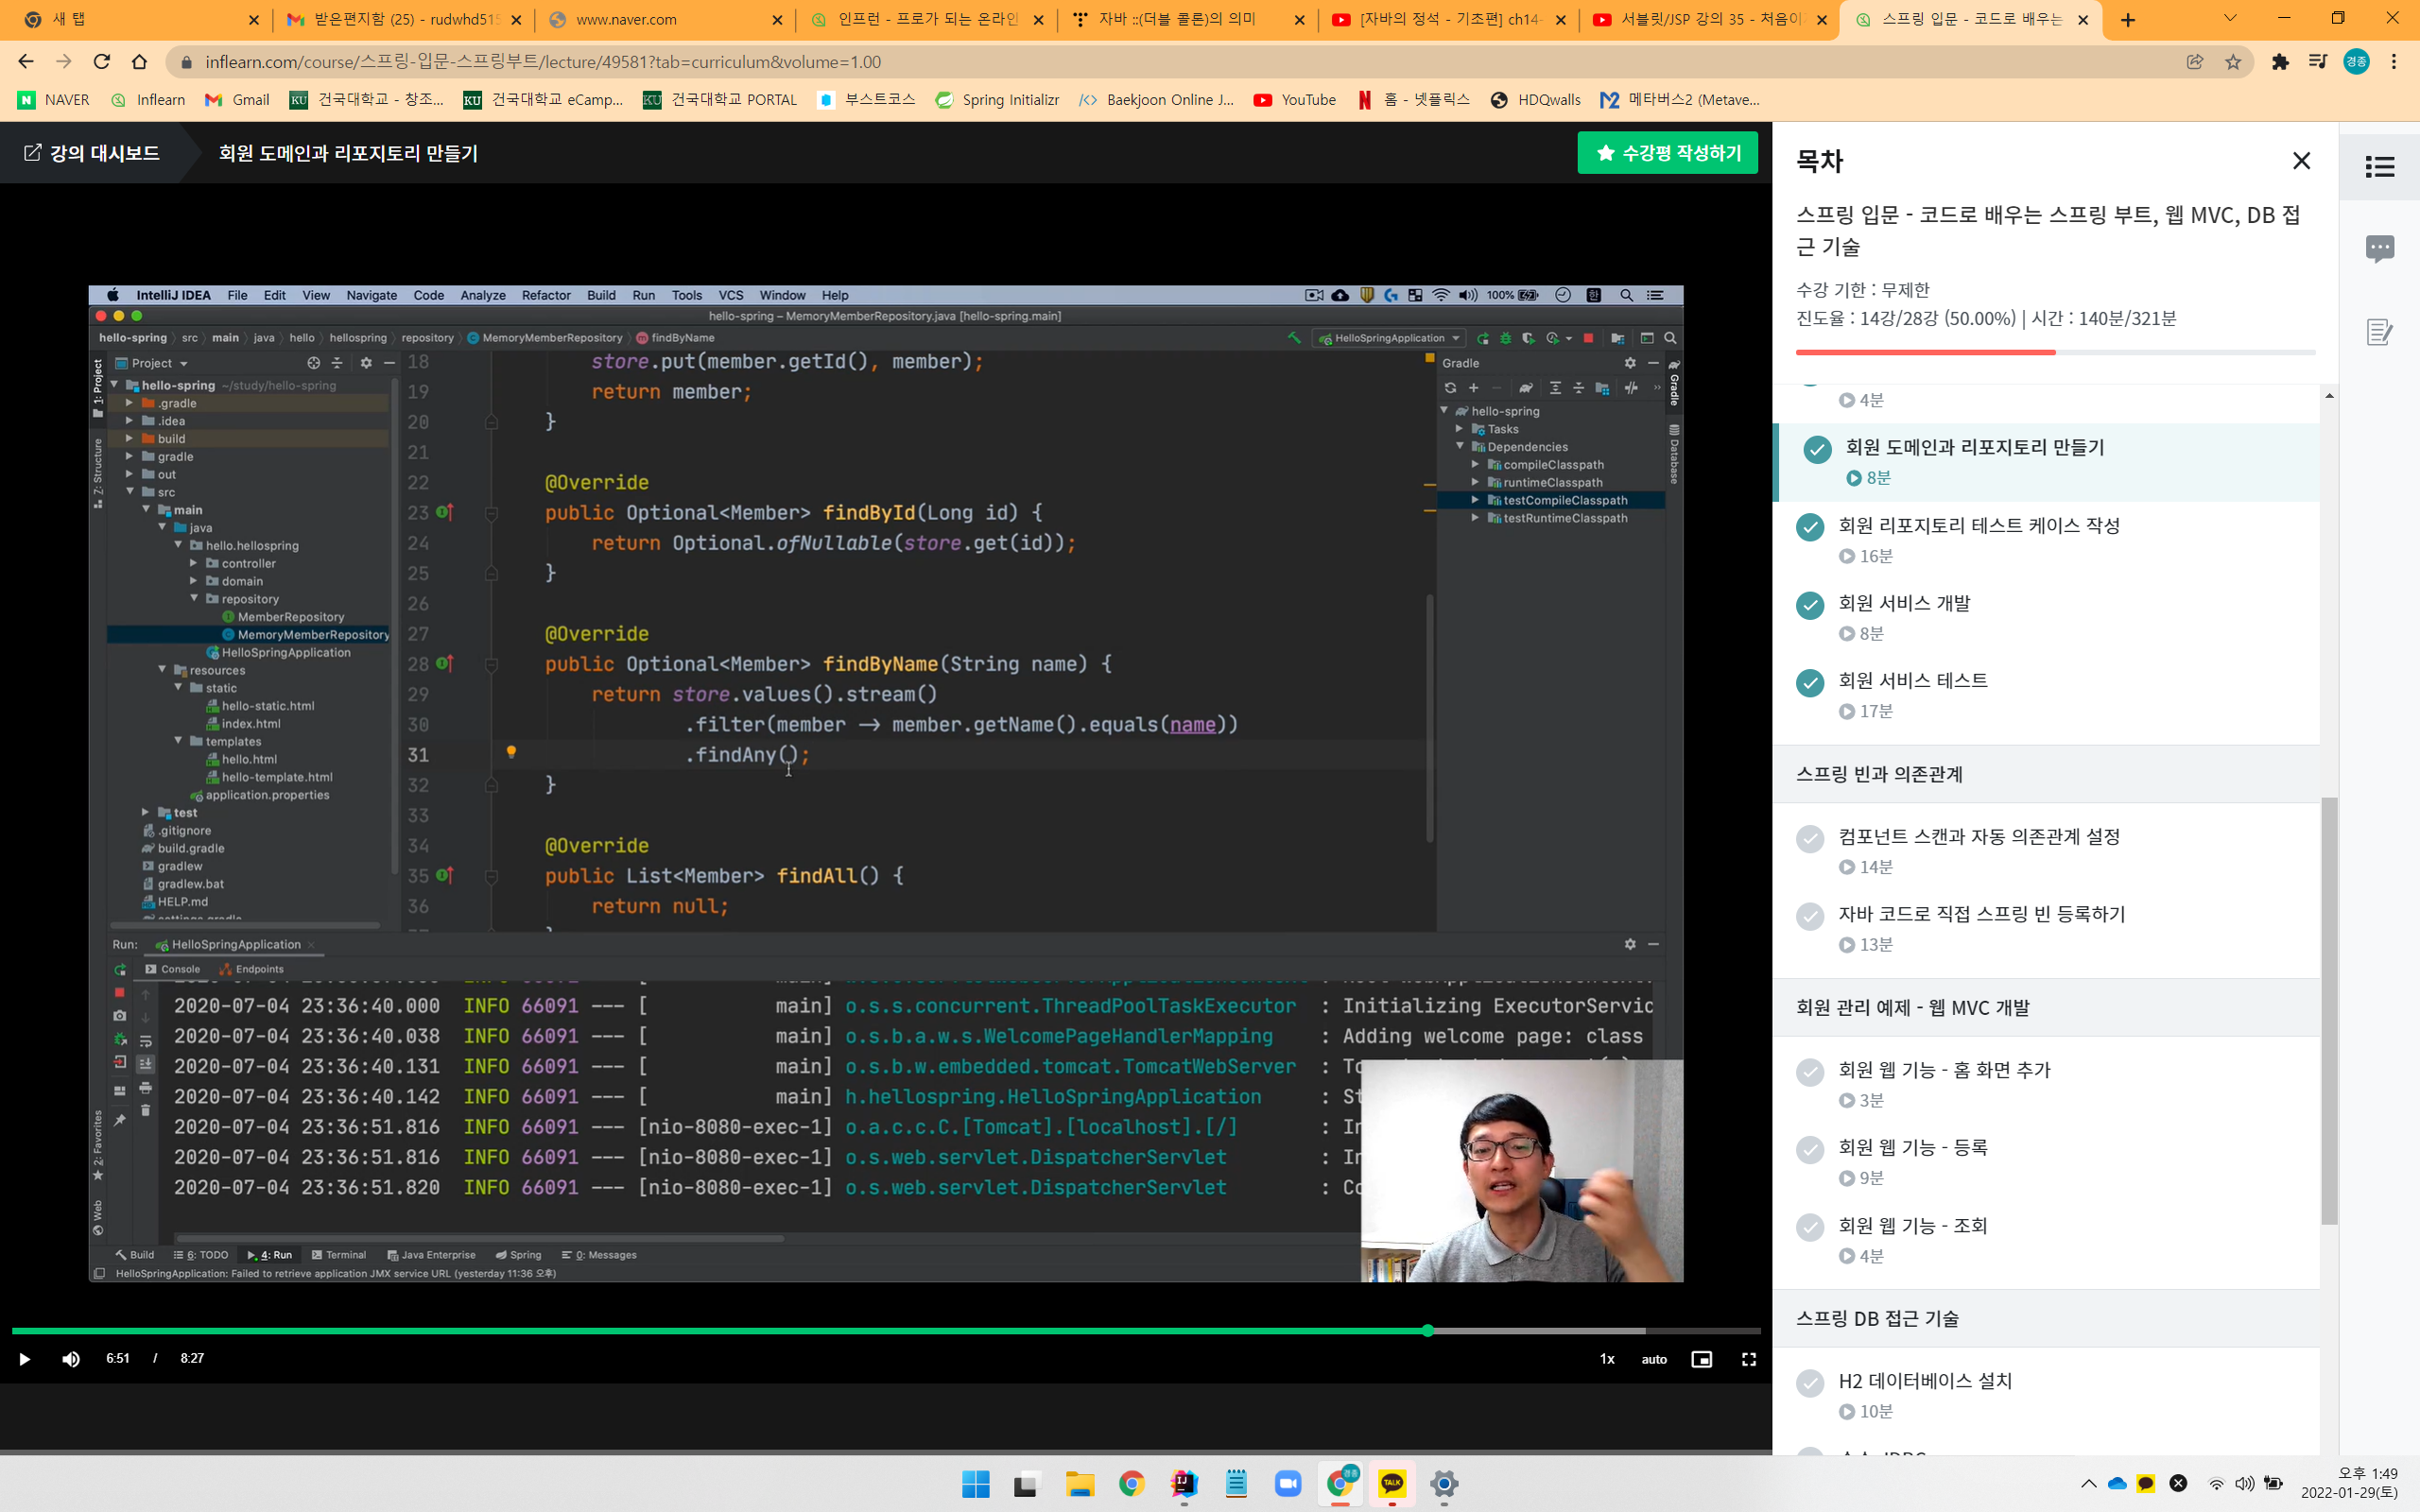 새 탭
받은편지함 (25) - rudwhd515
www.naver.com
인프런 - 프로가 되는 온라인
자바 ::(더블 콜론)의 의미
[자바의 정석 - 기초편] ch14-
서블릿/JSP 강의 35 - 처음이
스프링 입문 - 코드로 배우는
inflearn.com/course/스프링-입문-스프링부트/lecture/49581?tab=curriculum&volume=1.00
경종
NAVER
Inflearn
Gmail
건국대학교 - 창조...
건국대학교 eCamp...
건국대학교 PORTAL
부스트코스
Spring Initializr
Baekjoon Online J...
YouTube
홈 - 넷플릭스
HDQwalls
메타버스2 (Metave...
강의 대시보드
회원 도메인과 리포지토리 만들기
수강평 작성하기
IntelliJ IDEA File Edit View Navigate Code Analyze Refactor Build Run Tools VCS Window Help
100%
한
hello-spring – MemoryMemberRepository.java [hello-spring.main]
hello-spring src main java hello hellospring repository MemoryMemberRepository findByName
HelloSpringApplication
1: Project
Z: Structure
2: Favorites
Web
Project
hello-spring ~/study/hello-spring
.gradle
.idea
build
gradle
out
src
main
java
hello.hellospring
controller
domain
repository
MemberRepository
MemoryMemberRepository
HelloSpringApplication
resources
static
hello-static.html
index.html
templates
hello.html
hello-template.html
application.properties
test
.gitignore
build.gradle
gradlew
gradlew.bat
HELP.md
settings.gradle
18 store.put(member.getId(), member);
19 return member;
20 }
21
22 @Override
23 public Optional<Member> findById(Long id) {
24 return Optional.ofNullable(store.get(id));
25 }
26
27 @Override
28 public Optional<Member> findByName(String name) {
29 return store.values().stream()
30 .filter(member -> member.getName().equals(name))
31 .findAny();
32 }
33
34 @Override
35 public List<Member> findAll() {
36 return null;
Gradle
hello-spring
Tasks
Dependencies
compileClasspath
runtimeClasspath
testCompileClasspath
testRuntimeClasspath
Gradle
Database
Run: HelloSpringApplication
Console Endpoints
2020-07-04 23:36:40.000 INFO 66091 --- [ main] o.s.s.concurrent.ThreadPoolTaskExecutor : Initializing ExecutorServic
2020-07-04 23:36:40.038 INFO 66091 --- [ main] o.s.b.a.w.s.WelcomePageHandlerMapping : Adding welcome page: class
2020-07-04 23:36:40.131 INFO 66091 --- [ main] o.s.b.w.embedded.tomcat.TomcatWebServer : To
2020-07-04 23:36:40.142 INFO 66091 --- [ main] h.hellospring.HelloSpringApplication : St
2020-07-04 23:36:51.816 INFO 66091 --- [nio-8080-exec-1] o.a.c.c.C.[Tomcat].[localhost].[/] : In
2020-07-04 23:36:51.816 INFO 66091 --- [nio-8080-exec-1] o.s.web.servlet.DispatcherServlet : In
2020-07-04 23:36:51.820 INFO 66091 --- [nio-8080-exec-1] o.s.web.servlet.DispatcherServlet : Co
Build 6: TODO 4: Run Terminal Java Enterprise Spring 0: Messages
HelloSpringApplication: Failed to retrieve application JMX service URL (yesterday 11:36 오후)
6:51 / 8:27
1x auto
목차
스프링 입문 - 코드로 배우는 스프링 부트, 웹 MVC, DB 접
근 기술
수강 기한 : 무제한
진도율 : 14강/28강 (50.00%) | 시간 : 140분/321분
4분
회원 도메인과 리포지토리 만들기
8분
회원 리포지토리 테스트 케이스 작성
16분
회원 서비스 개발
8분
회원 서비스 테스트
17분
스프링 빈과 의존관계
컴포넌트 스캔과 자동 의존관계 설정
14분
자바 코드로 직접 스프링 빈 등록하기
13분
회원 관리 예제 - 웹 MVC 개발
회원 웹 기능 - 홈 화면 추가
3분
회원 웹 기능 - 등록
9분
회원 웹 기능 - 조회
4분
스프링 DB 접근 기술
H2 데이터베이스 설치
10분
TALK
오후 1:49
2022-01-29(토)